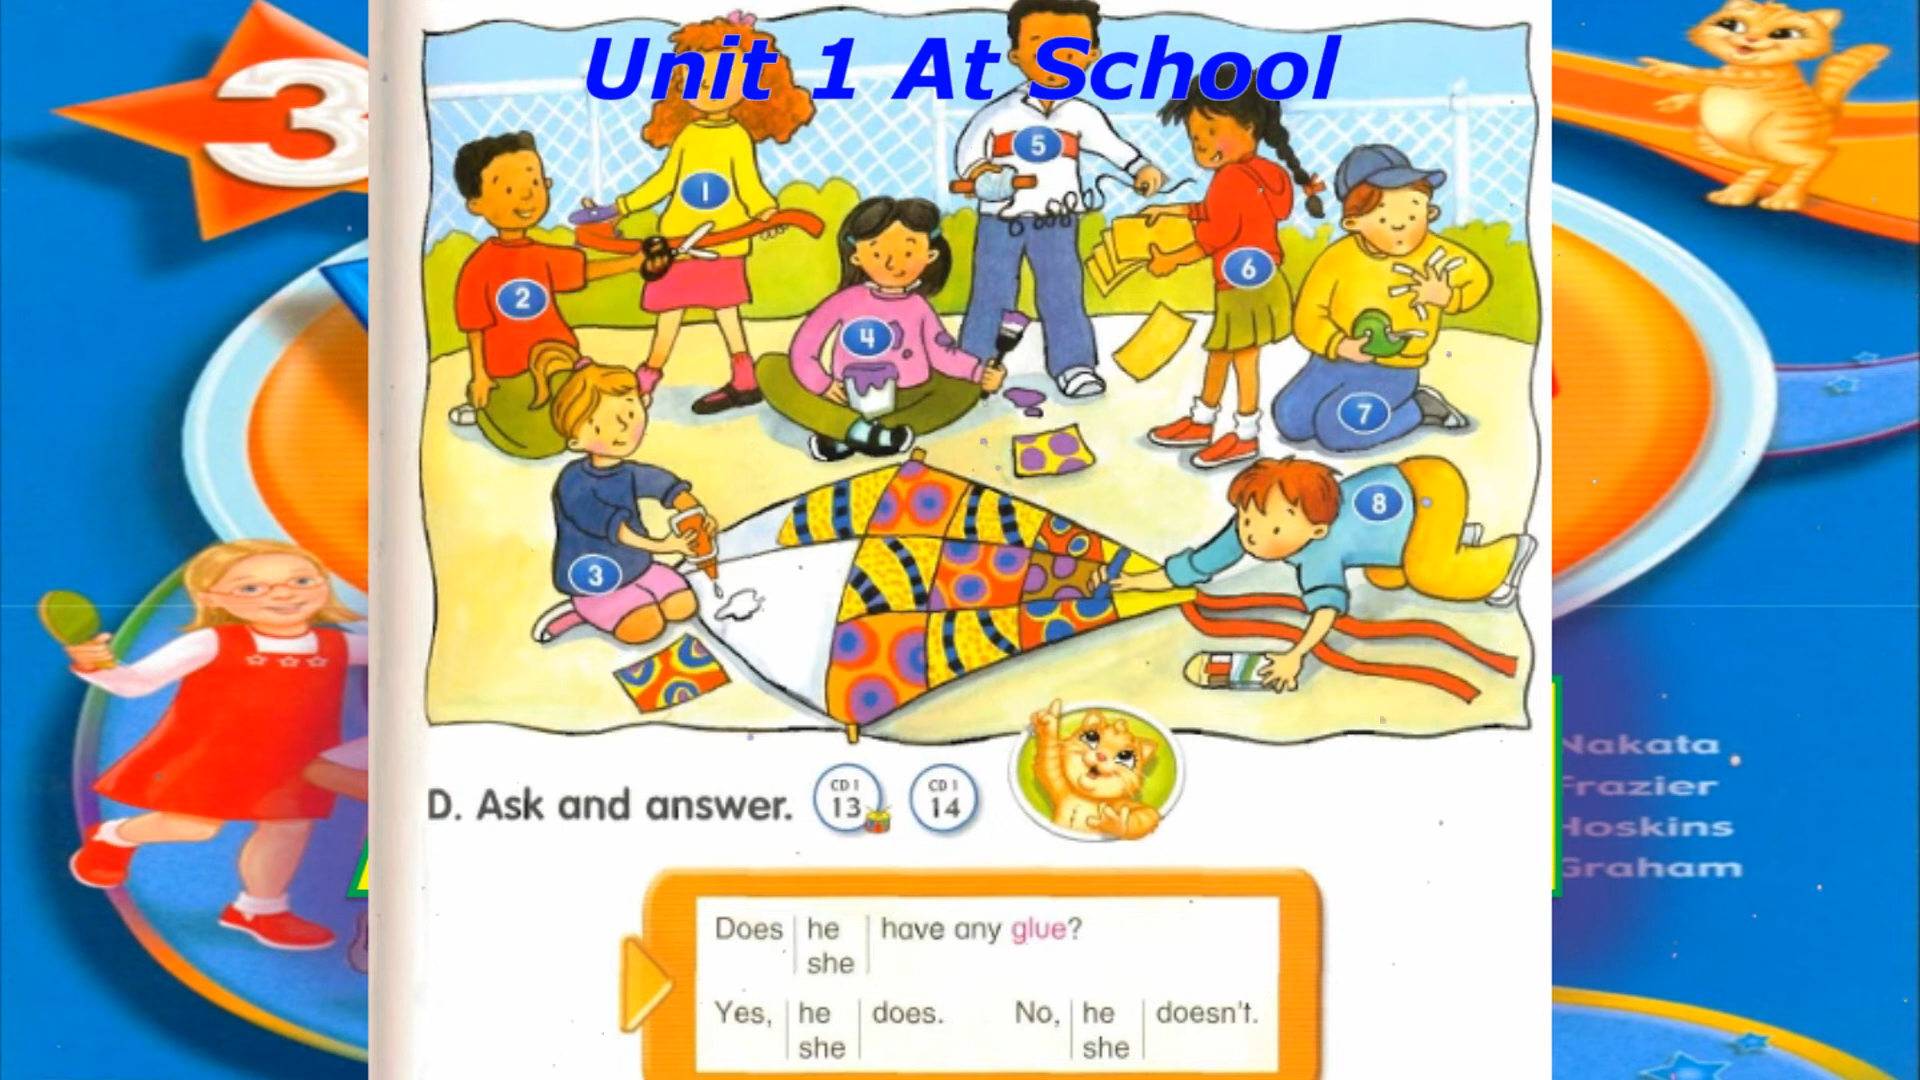 Unit 1 At School
3
5
1
6
2
4
7
8
3
D. Ask and answer. CD 1 13 CD 1 14
Does he have any glue?
she
Yes, he does. No, he doesn't.
she she
Nakata
Frazier
Hoskins
Graham